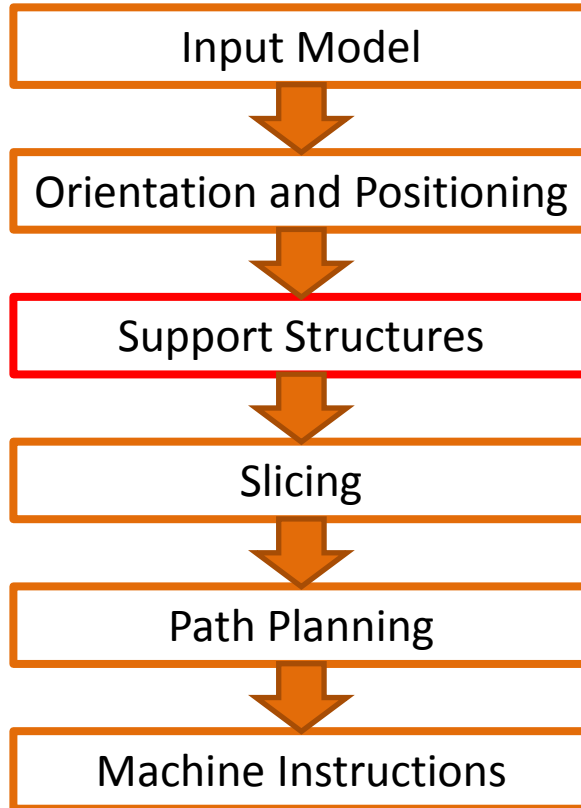 Input Model
Orientation and Positioning
Support Structures
Slicing
Path Planning
Machine Instructions